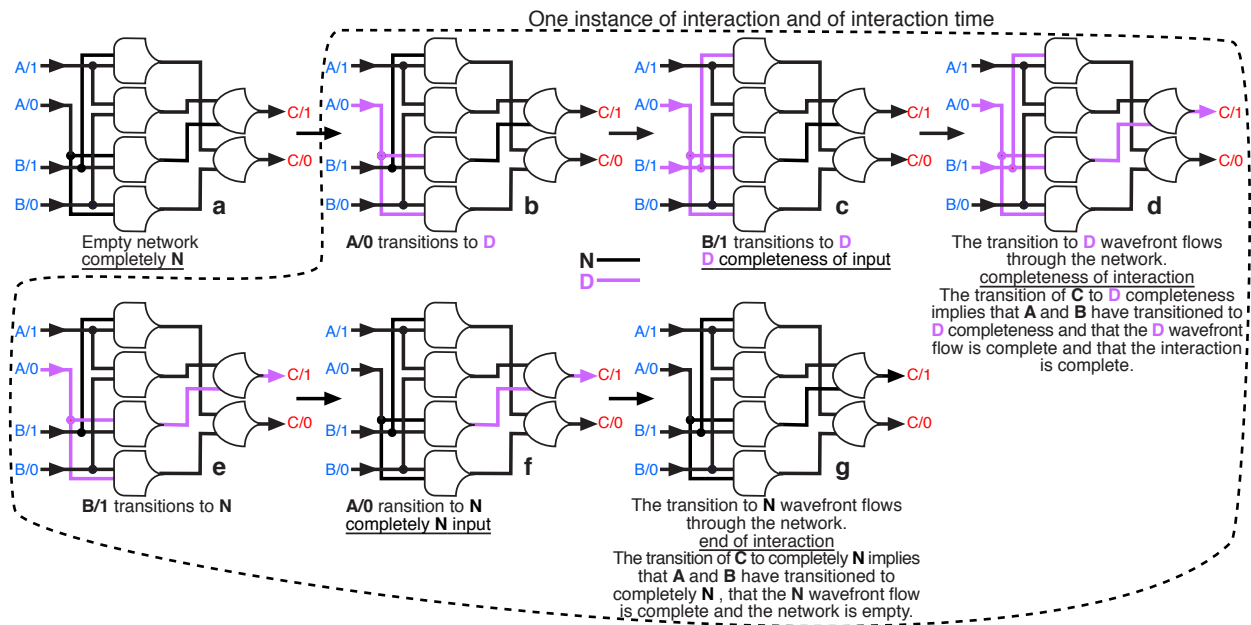 One instance of interaction and of interaction time
A/1
A/0
B/1
B/0
C/1
C/0
a
Empty network
completely N
A/1
A/0
B/1
B/0
C/1
C/0
b
A/0 transitions to D
A/1
A/0
B/1
B/0
C/1
C/0
c
B/1 transitions to D
D completeness of input
A/1
A/0
B/1
B/0
C/1
C/0
d
The transition to D wavefront flows
through the network.
completeness of interaction
The transition of C to D completeness
implies that A and B have transitioned to
D completeness and that the D wavefront
flow is complete and that the interaction
is complete.
N
D
A/1
A/0
B/1
B/0
C/1
C/0
e
B/1 transitions to N
A/1
A/0
B/1
B/0
C/1
C/0
f
A/0 ransition to N
completely N input
A/1
A/0
B/1
B/0
C/1
C/0
g
The transition to N wavefront flows
through the network.
end of interaction
The transition of C to completely N implies
that A and B have transitioned to
completely N , that the N wavefront flow
is complete and the network is empty.